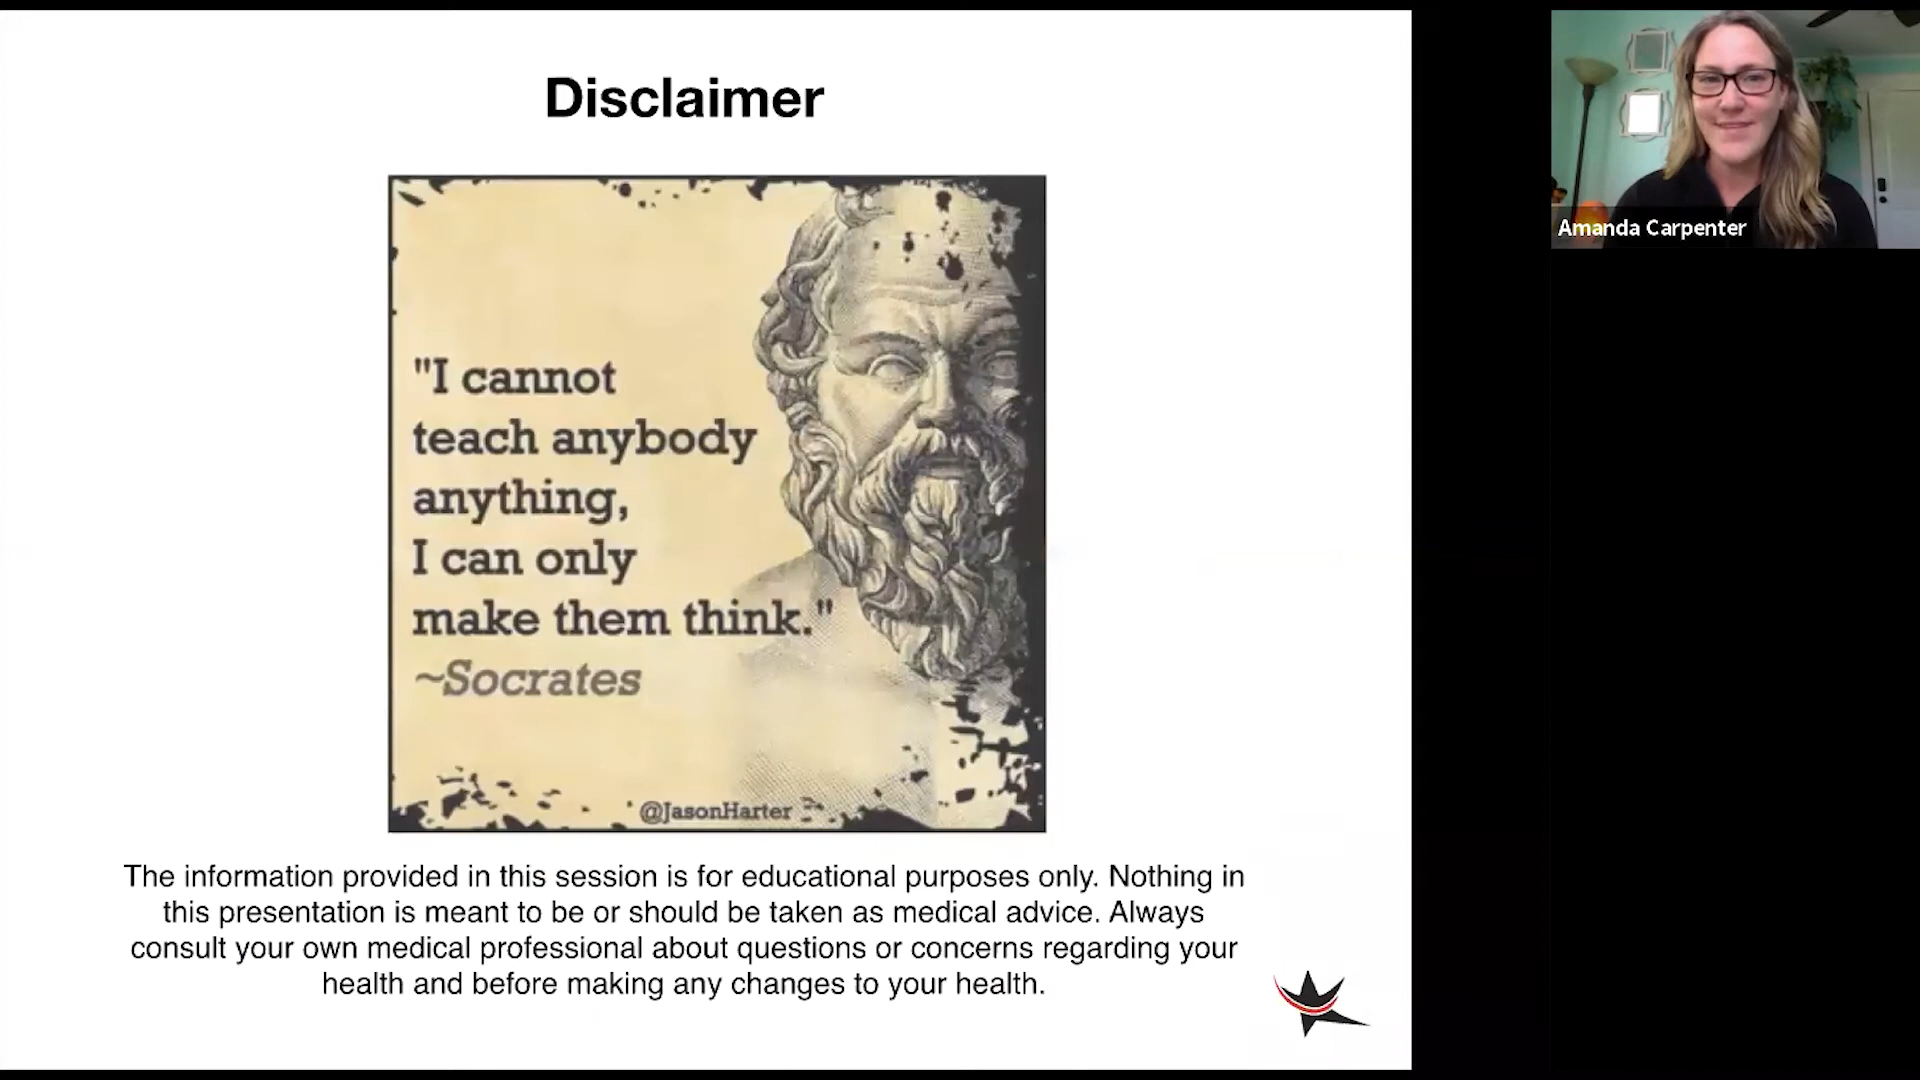 Disclaimer
"I cannot
teach anybody
anything,
I can only
make them think."
~Socrates
@JasonHarter
The information provided in this session is for educational purposes only. Nothing in
this presentation is meant to be or should be taken as medical advice. Always
consult your own medical professional about questions or concerns regarding your
health and before making any changes to your health.
Amanda Carpenter